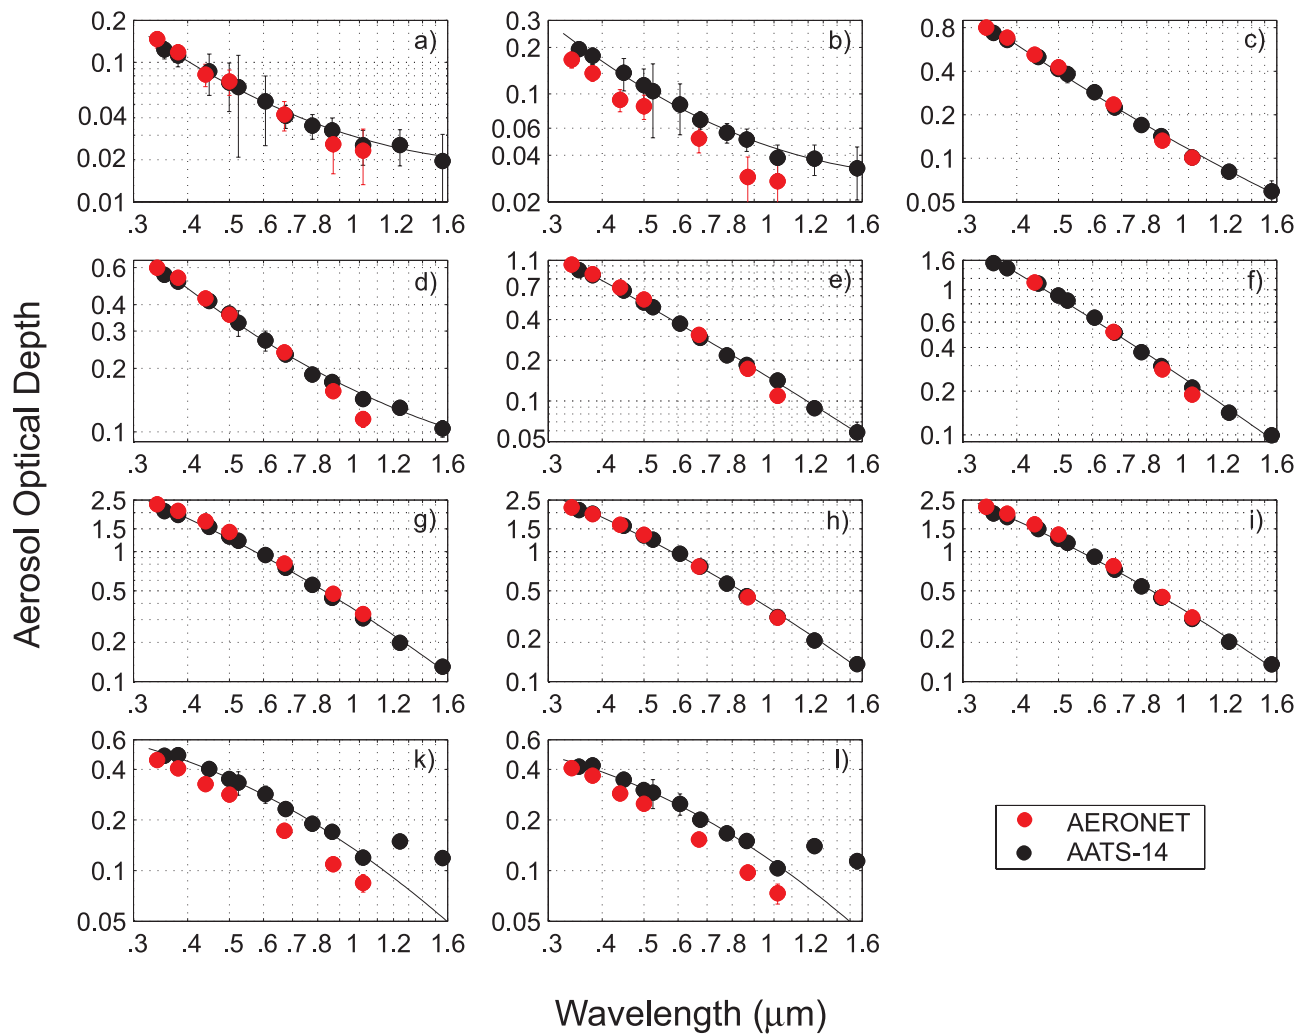 Aerosol Optical Depth
0.2
0.1
0.04
0.02
0.01
a)
.3 .4 .5 .6 .7 .8 1 1.2 1.6
0.3
0.2
0.1
0.06
0.04
0.02
b)
.3 .4 .5 .6 .7 .8 1 1.2 1.6
0.8
0.4
0.2
0.1
0.05
c)
.3 .4 .5 .6 .7 .8 1 1.2 1.6
0.6
0.4
0.3
0.2
0.1
d)
.3 .4 .5 .6 .7 .8 1 1.2 1.6
1.1
0.7
0.4
0.2
0.1
0.05
e)
.3 .4 .5 .6 .7 .8 1 1.2 1.6
1.6
1
0.6
0.4
0.2
0.1
f)
.3 .4 .5 .6 .7 .8 1 1.2 1.6
2.5
1.5
1
0.5
0.2
0.1
g)
.3 .4 .5 .6 .7 .8 1 1.2 1.6
2.5
1.5
1
0.5
0.2
0.1
h)
.3 .4 .5 .6 .7 .8 1 1.2 1.6
2.5
1.5
1
0.5
0.2
0.1
i)
.3 .4 .5 .6 .7 .8 1 1.2 1.6
0.6
0.4
0.2
0.1
0.05
k)
.3 .4 .5 .6 .7 .8 1 1.2 1.6
0.6
0.4
0.2
0.1
0.05
l)
.3 .4 .5 .6 .7 .8 1 1.2 1.6
AERONET
AATS-14
Wavelength (μm)